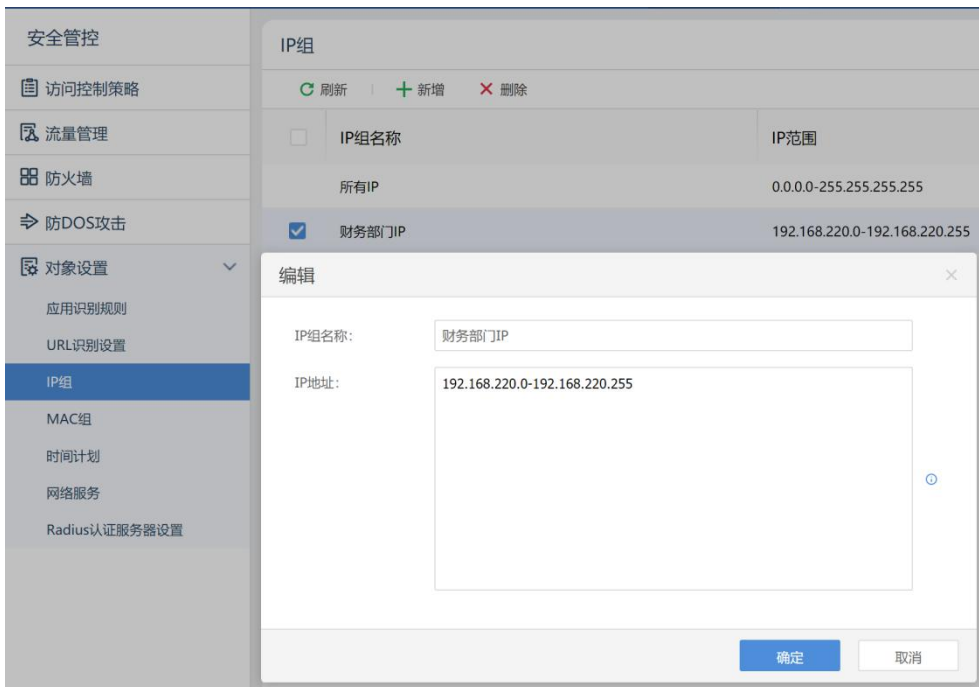 安全管控
访问控制策略
流量管理
防火墙
防DOS攻击
对象设置
应用识别规则
URL识别设置
IP组
MAC组
时间计划
网络服务
Radius认证服务器设置
IP组
刷新 新增 删除
IP组名称 IP范围
所有IP 0.0.0.0-255.255.255.255
财务部门IP 192.168.220.0-192.168.220.255
编辑
IP组名称: 财务部门IP
IP地址: 192.168.220.0-192.168.220.255
确定 取消